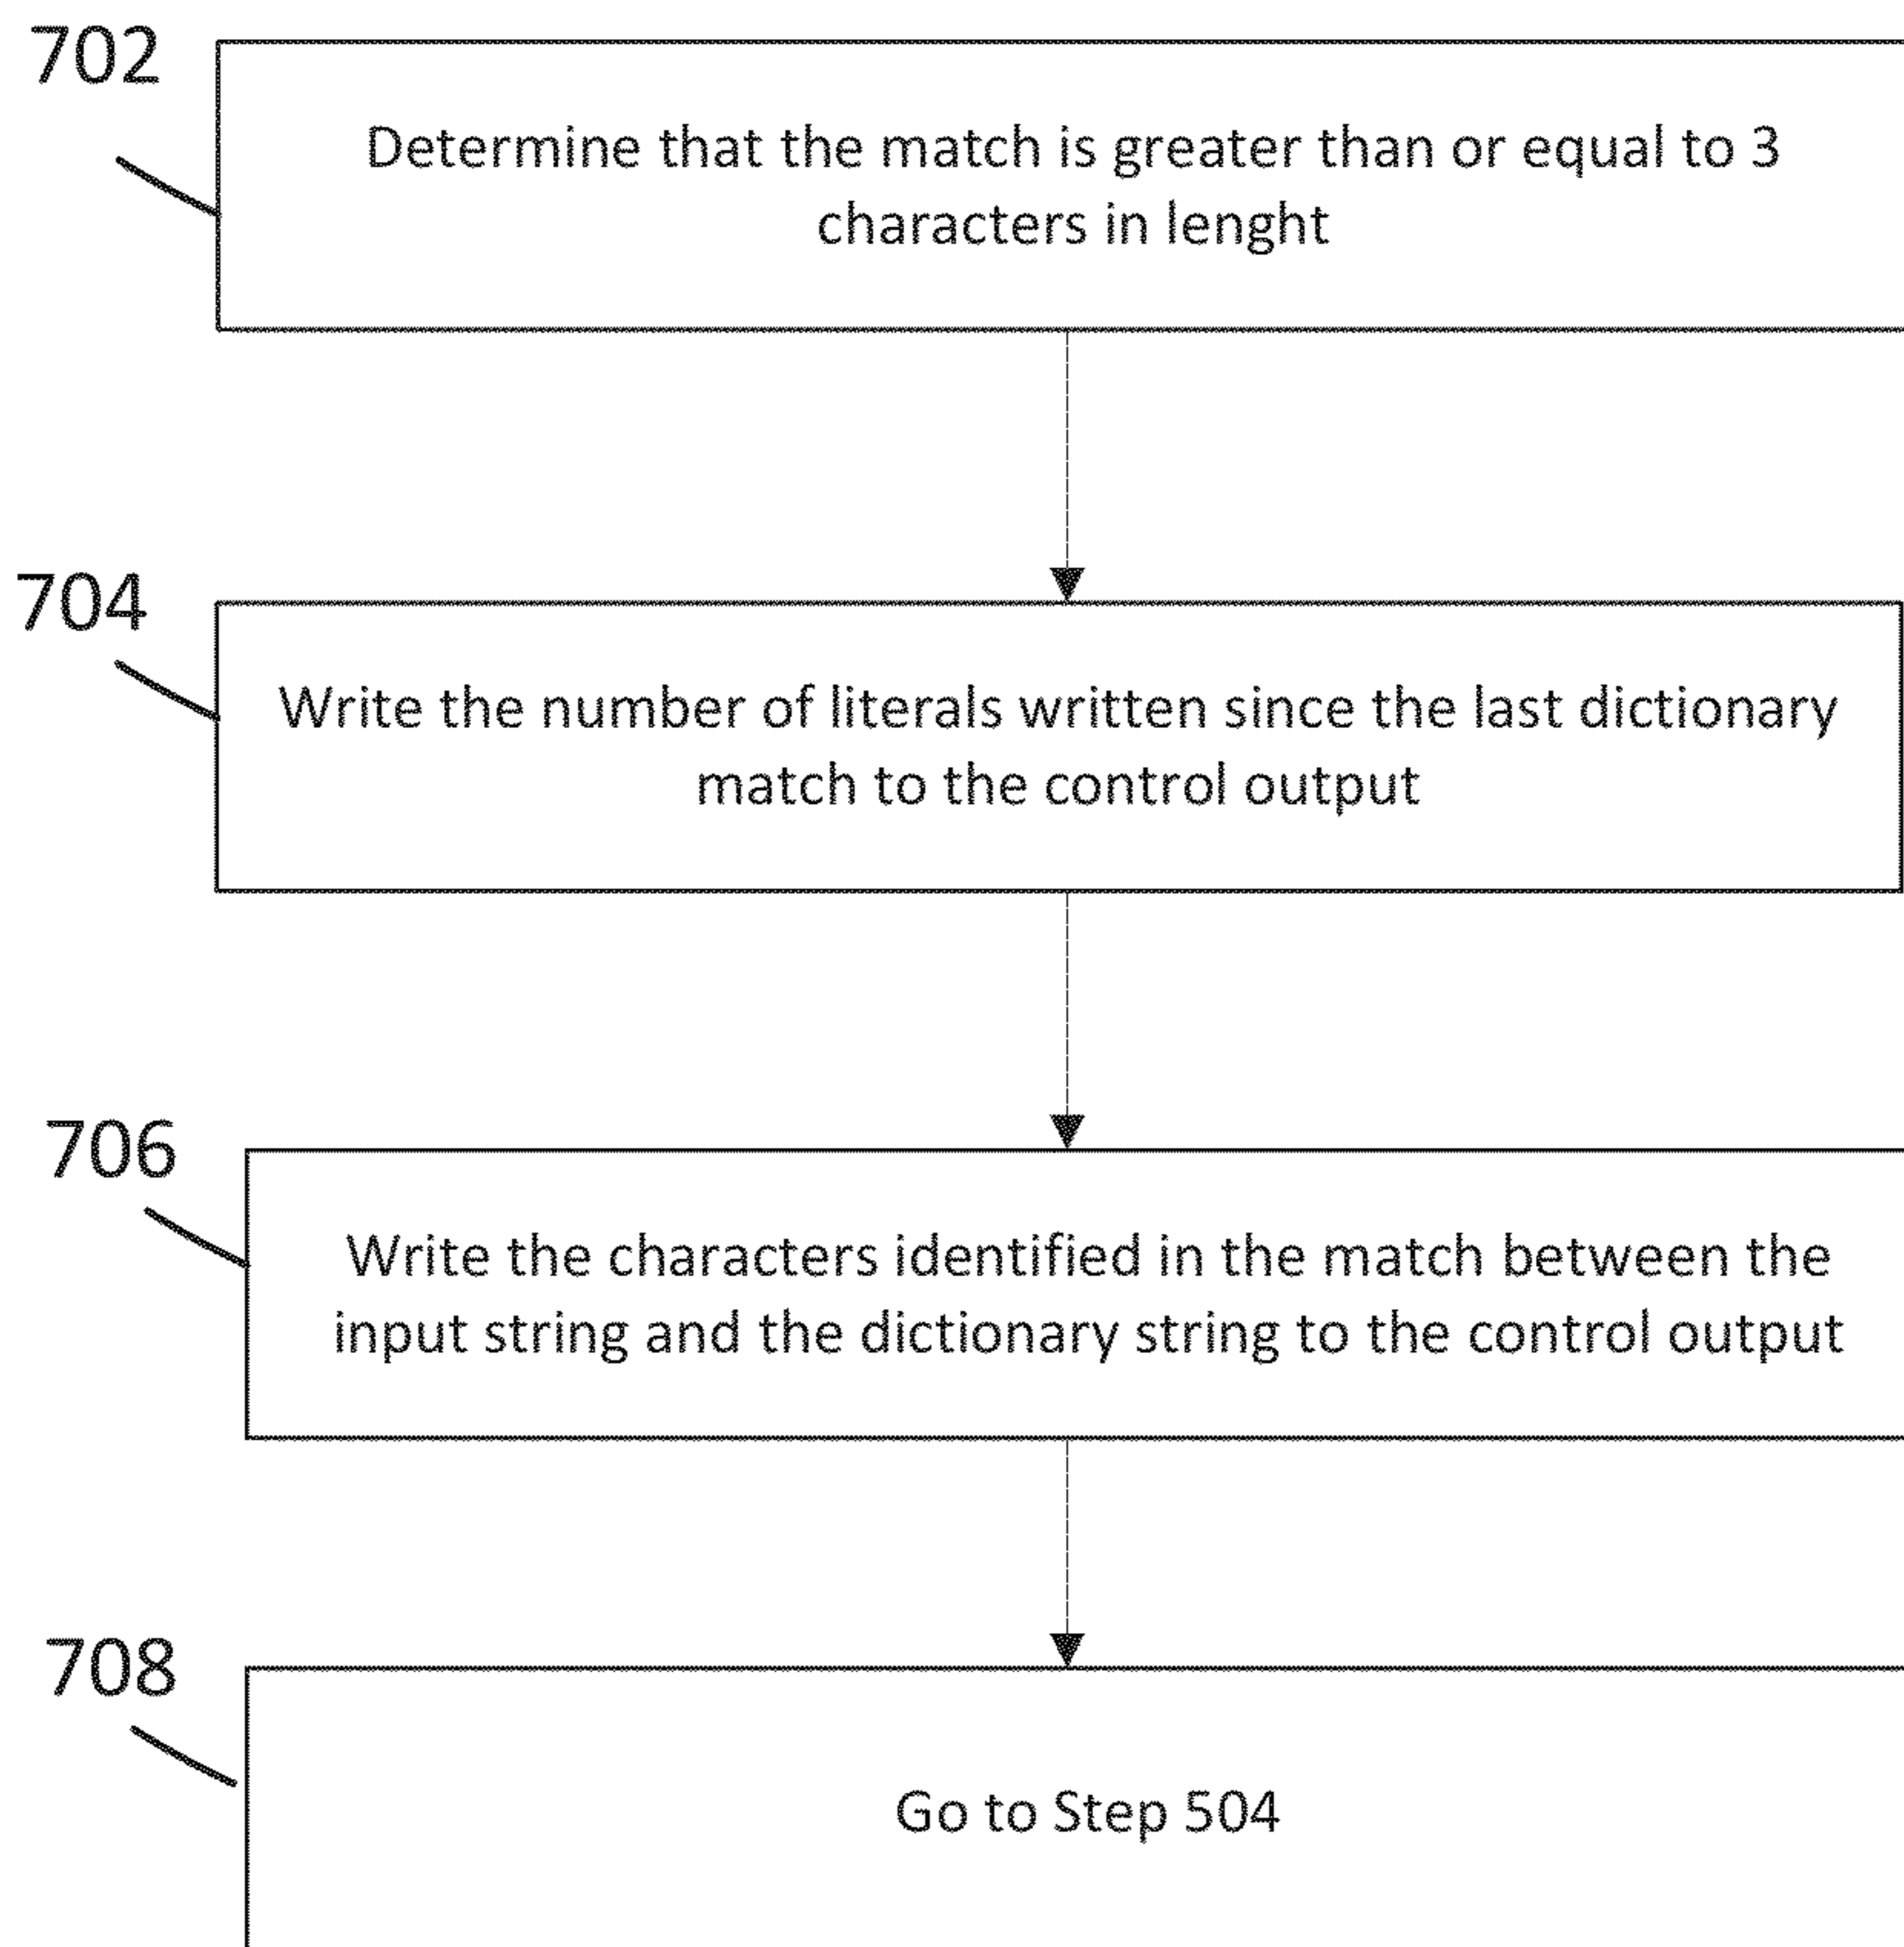 702
Determine that the match is greater than or equal to 3
characters in lenght
704
Write the number of literals written since the last dictionary
match to the control output
706
Write the characters identified in the match between the
input string and the dictionary string to the control output
708
Go to Step 504